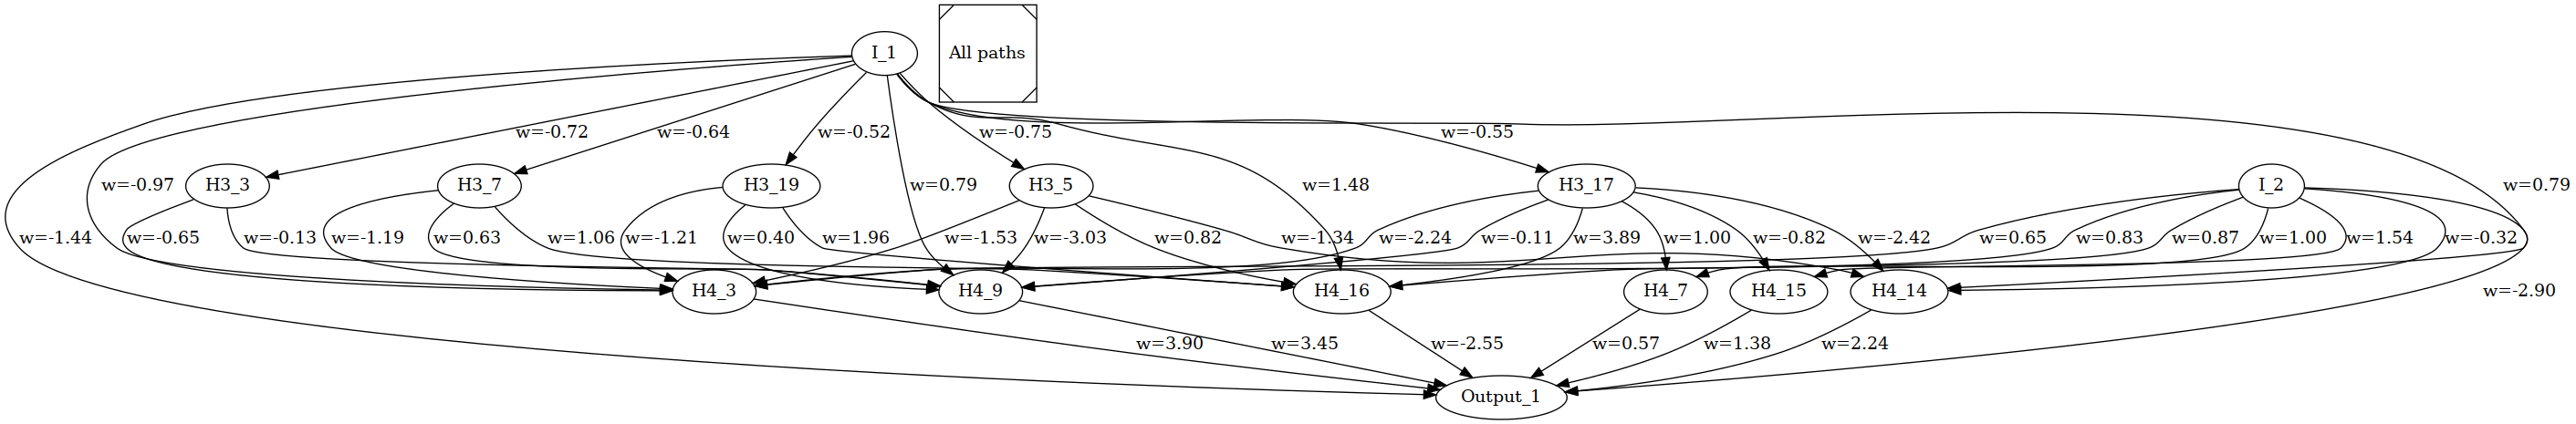 I_1
All paths
w=-0.72
w=-0.64
w=-0.52
w=-0.75
w=-0.55
w=-0.97
H3_3
H3_7
H3_19
w=0.79
H3_5
w=1.48
H3_17
I_2
w=0.79
w=-1.44
w=-0.65
w=-0.13
w=-1.19
w=0.63
w=1.06
w=-1.21
w=0.40
w=1.96
w=-1.53
w=-3.03
w=0.82
w=-1.34
w=-2.24
w=-0.11
w=3.89
w=1.00
w=-0.82
w=-2.42
w=0.65
w=0.83
w=0.87
w=1.00
w=1.54
w=-0.32
H4_3
H4_9
H4_16
H4_7
H4_15
H4_14
w=-2.90
w=3.90
w=3.45
w=-2.55
w=0.57
w=1.38
w=2.24
Output_1